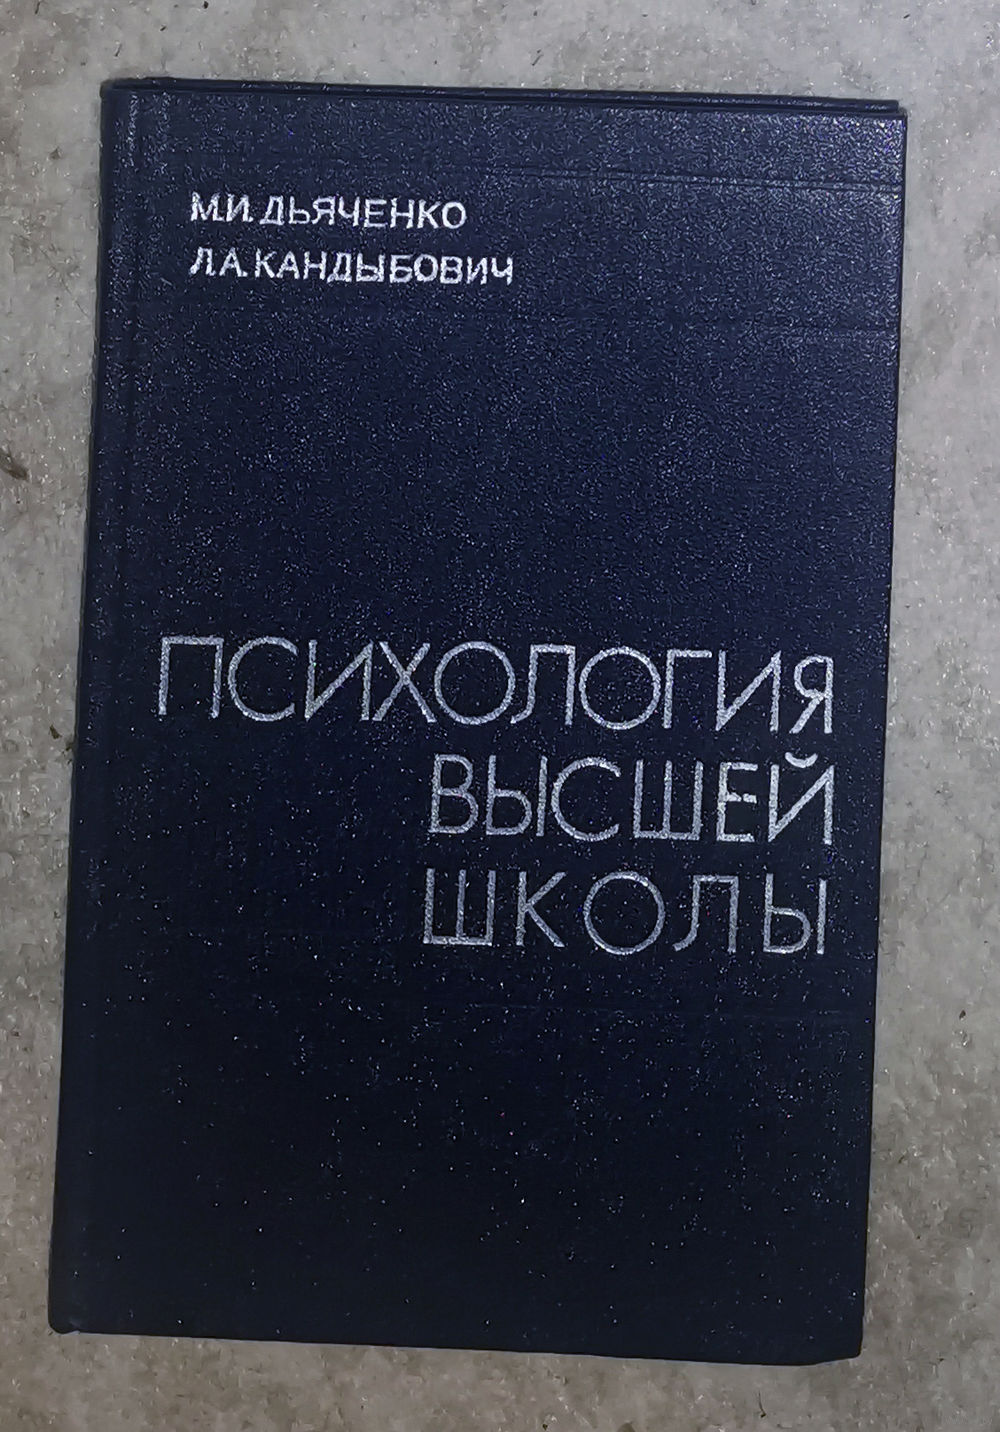 М.И. ДЬЯЧЕНКО
Л.А. КАНДЫБОВИЧ
ПСИХОЛОГИЯ
ВЫСШЕЙ
ШКОЛЫ